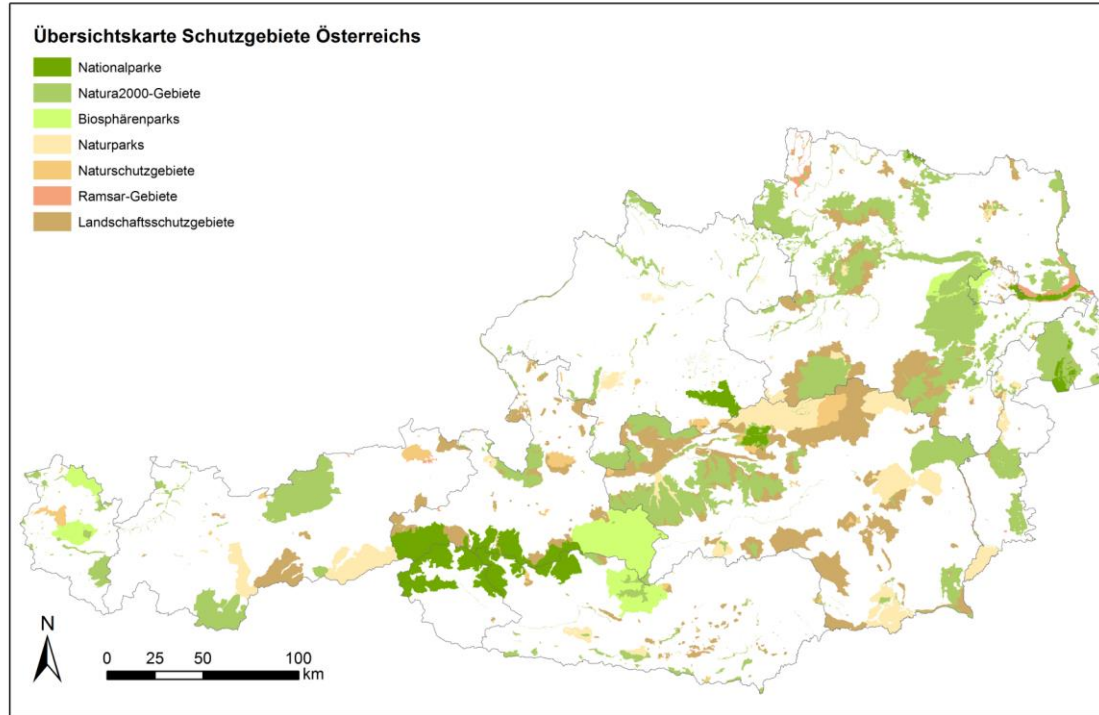 Übersichtskarte Schutzgebiete Österreichs
Nationalparke
Natura2000-Gebiete
Biosphärenparks
Naturparks
Naturschutzgebiete
Ramsar-Gebiete
Landschaftsschutzgebiete
N
0 25 50 100
km